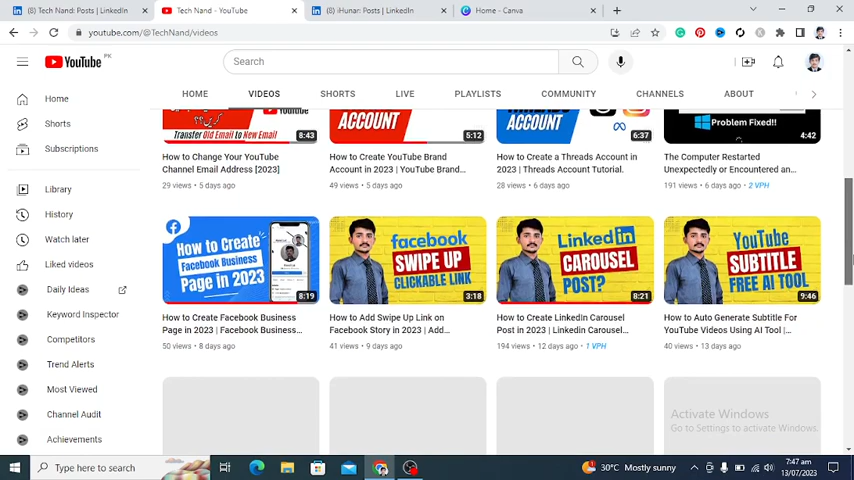 (8) Tech Nand: Posts | LinkedIn
Tech Nand - YouTube
(8) iHunar: Posts | LinkedIn
Home - Canva
youtube.com/@TechNand/videos
YouTube PK
Search
HOME
VIDEOS
SHORTS
LIVE
PLAYLISTS
COMMUNITY
CHANNELS
ABOUT
Home
Shorts
Subscriptions
Library
History
Watch later
Liked videos
Daily Ideas
Keyword Inspector
Competitors
Trend Alerts
Most Viewed
Channel Audit
Achievements
Transfer Old Email to New Email
8:43
ACCOUNT
5:12
ACCOUNT
6:37
Problem Fixed!!
4:42
How to Change Your YouTube
Channel Email Address [2023]
29 views • 5 days ago
How to Create YouTube Brand
Account in 2023 | YouTube Brand...
49 views • 5 days ago
How to Create a Threads Account in
2023 | Threads Account Tutorial.
28 views • 6 days ago
The Computer Restarted
Unexpectedly or Encountered an...
191 views • 6 days ago • 2 VPH
How to Create
Facebook Business
Page in 2023
8:19
facebook
SWIPE UP
CLICKABLE LINK
3:18
Linkedin
CAROUSEL
POST?
8:21
YouTube
SUBTITLE
FREE AI TOOL
9:46
How to Create Facebook Business
Page in 2023 | Facebook Business...
50 views • 8 days ago
How to Add Swipe Up Link on
Facebook Story in 2023 | Add...
41 views • 9 days ago
How to Create LinkedIn Carousel
Post in 2023 | Linkedin Carousel...
194 views • 12 days ago • 1 VPH
How to Auto Generate Subtitle For
YouTube Videos Using AI Tool |...
40 views • 13 days ago
Activate Windows
Go to Settings to activate Windows.
Type here to search
30°C Mostly sunny
7:47 am
13/07/2023